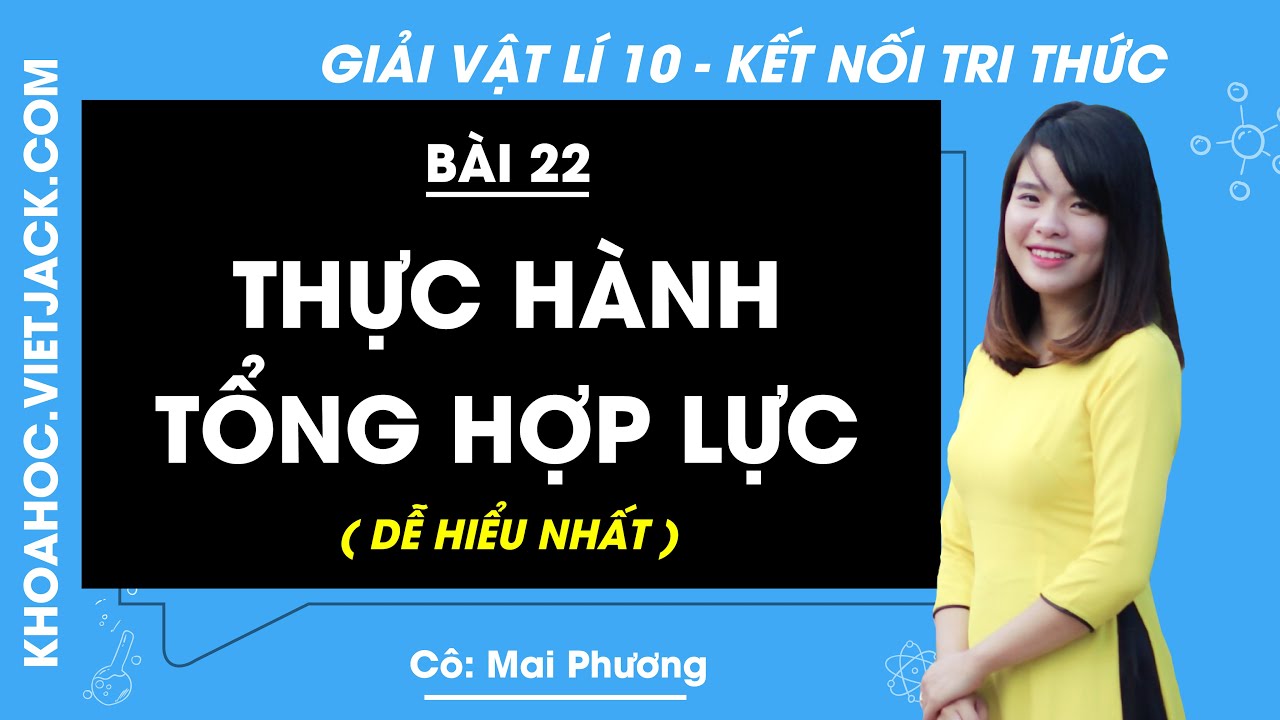 GIẢI VẬT LÍ 10 - KẾT NỐI TRI THỨC
KHOAHOC.VIETJACK.COM
BÀI 22
THỰC HÀNH
TỔNG HỢP LỰC
( DỄ HIỂU NHẤT )
Cô: Mai Phương